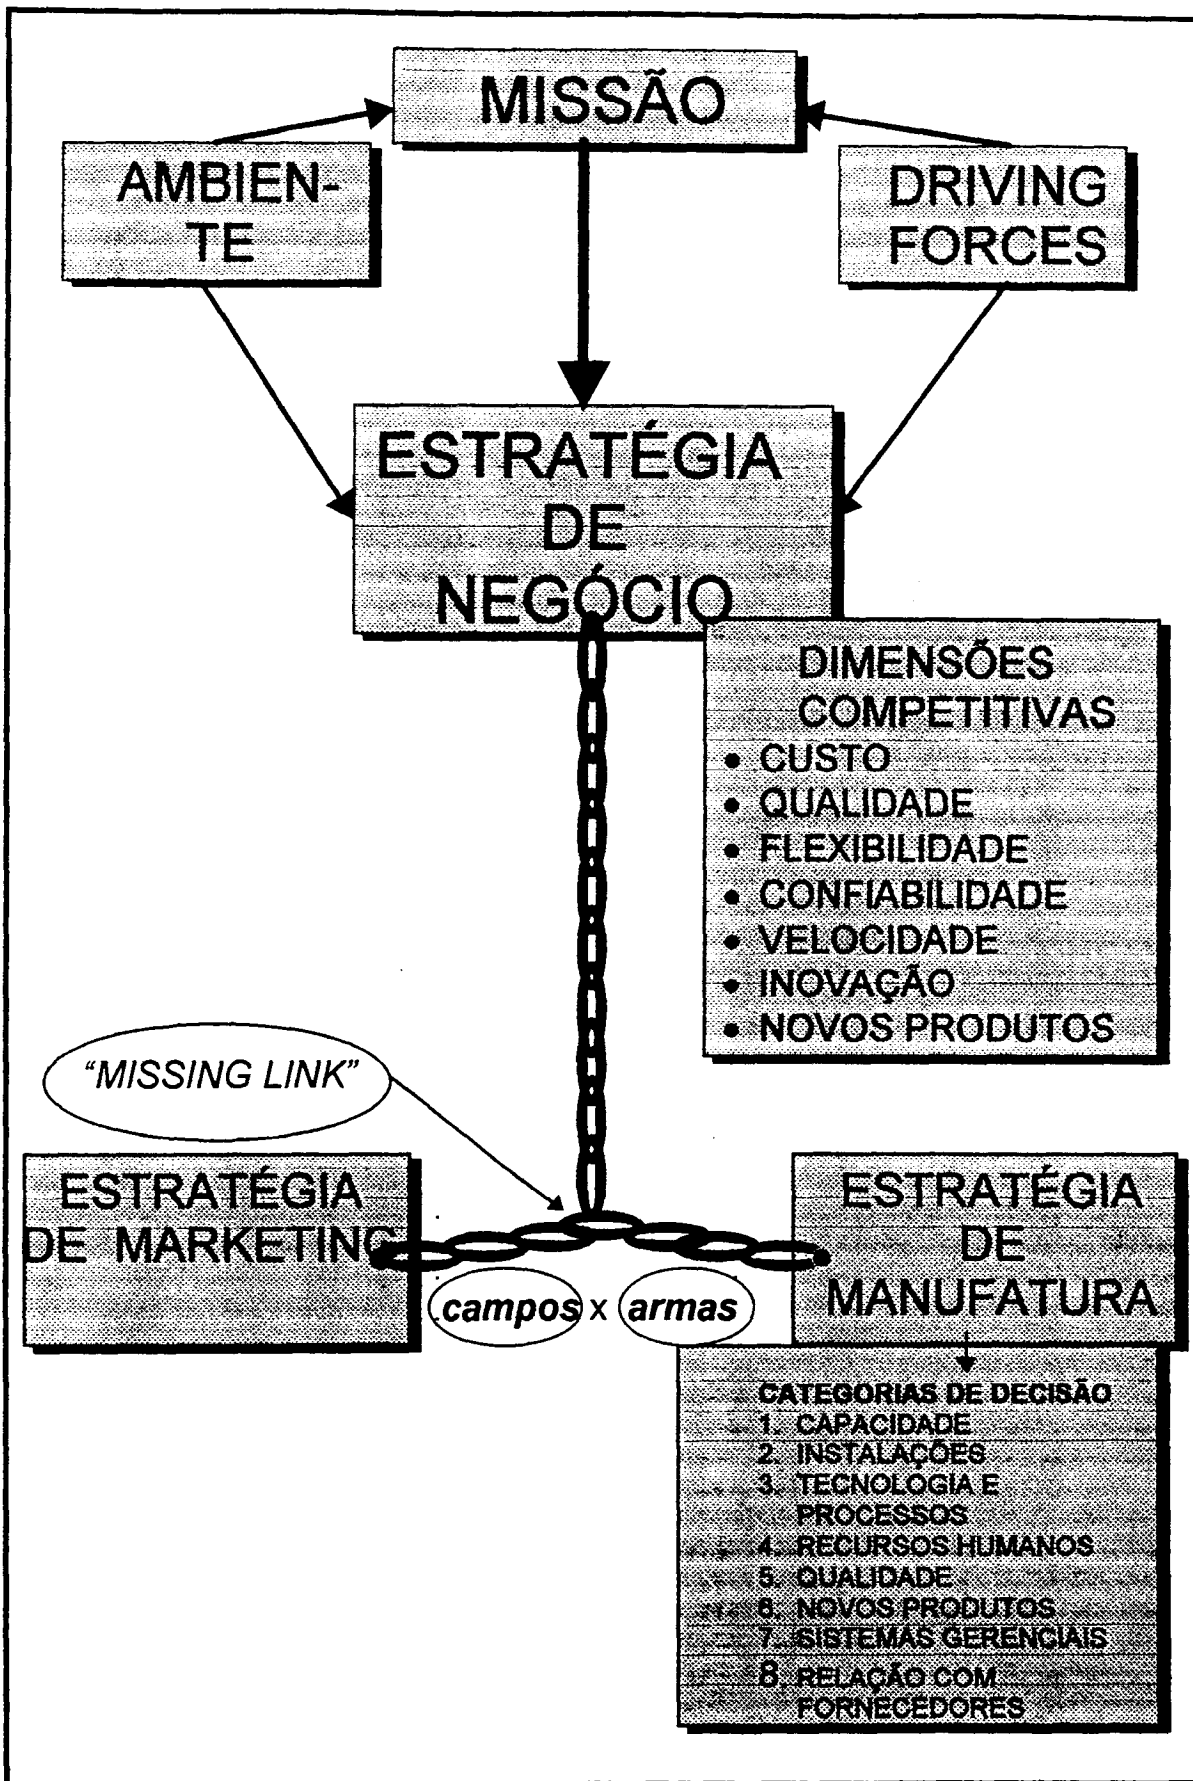 MISSÃO
AMBIEN-
TE
DRIVING
FORCES
ESTRATÉGIA
DE
NEGÓCIO
DIMENSÕES
COMPETITIVAS
• CUSTO
• QUALIDADE
• FLEXIBILIDADE
• CONFIABILIDADE
• VELOCIDADE
• INOVAÇÃO
• NOVOS PRODUTOS
“MISSING LINK”
ESTRATÉGIA
DE MARKETING
campos x armas
ESTRATÉGIA
DE
MANUFATURA
CATEGORIAS DE DECISÃO
1. CAPACIDADE
2. INSTALAÇÕES
3. TECNOLOGIA E
PROCESSOS
4. RECURSOS HUMANOS
5. QUALIDADE
6. NOVOS PRODUTOS
7. SISTEMAS GERENCIAIS
8. RELAÇÃO COM
FORNECEDORES